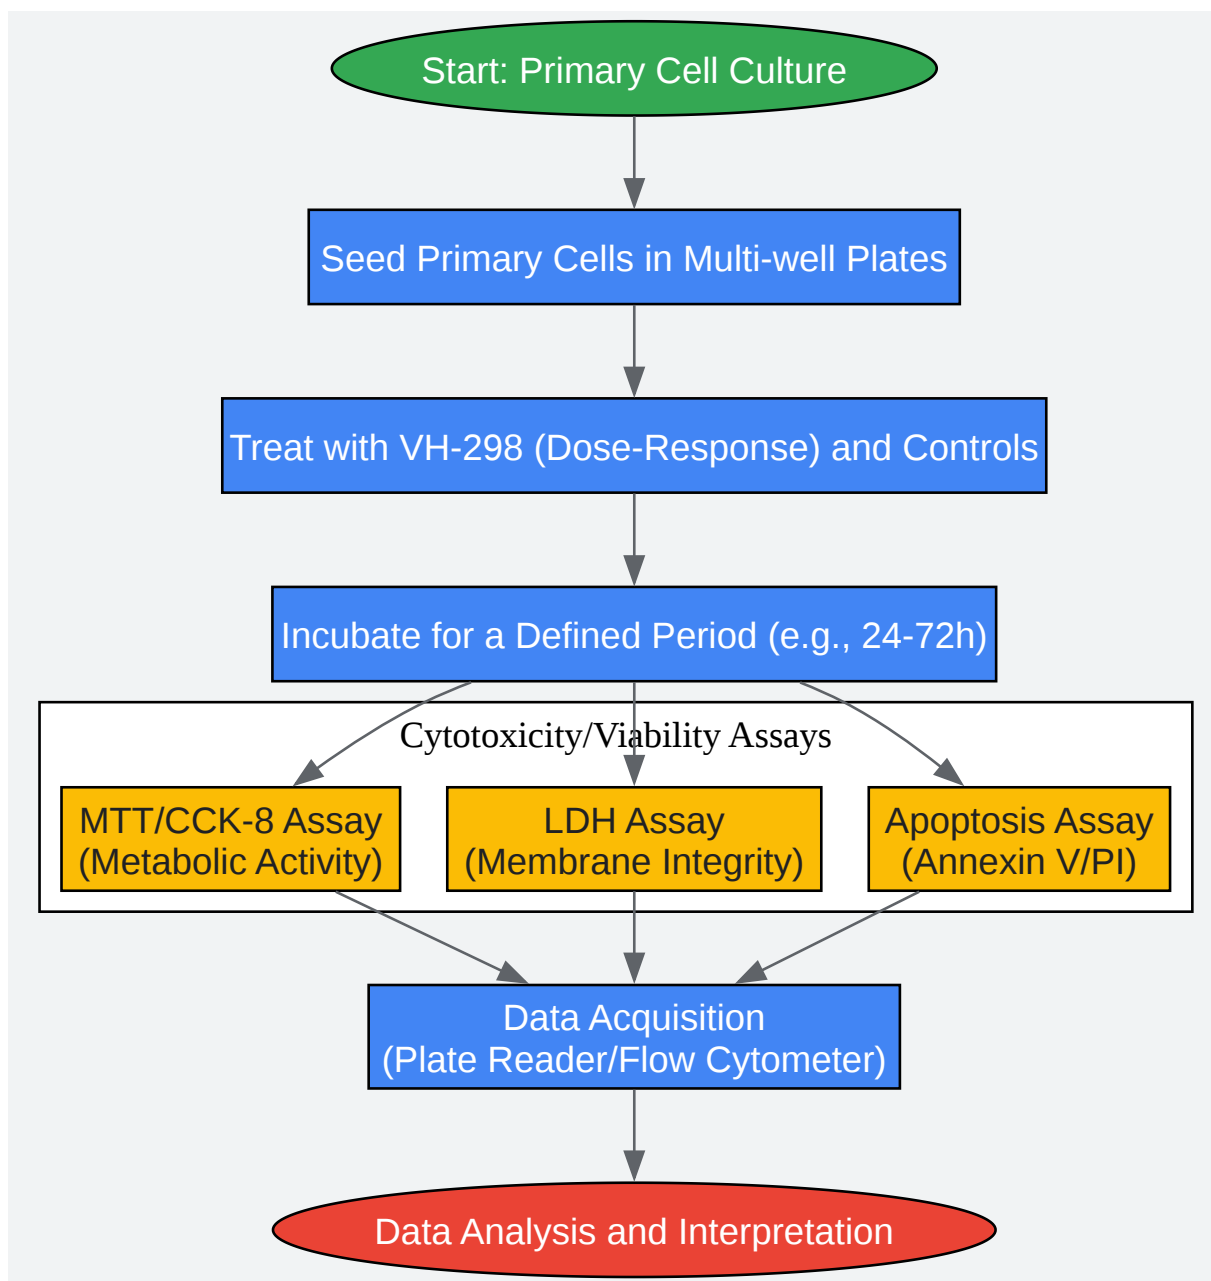 Start: Primary Cell Culture
Seed Primary Cells in Multi-well Plates
Treat with VH-298 (Dose-Response) and Controls
Incubate for a Defined Period (e.g., 24-72h)
Cytotoxicity/Viability Assays
MTT/CCK-8 Assay
(Metabolic Activity)
LDH Assay
(Membrane Integrity)
Apoptosis Assay
(Annexin V/PI)
Data Acquisition
(Plate Reader/Flow Cytometer)
Data Analysis and Interpretation